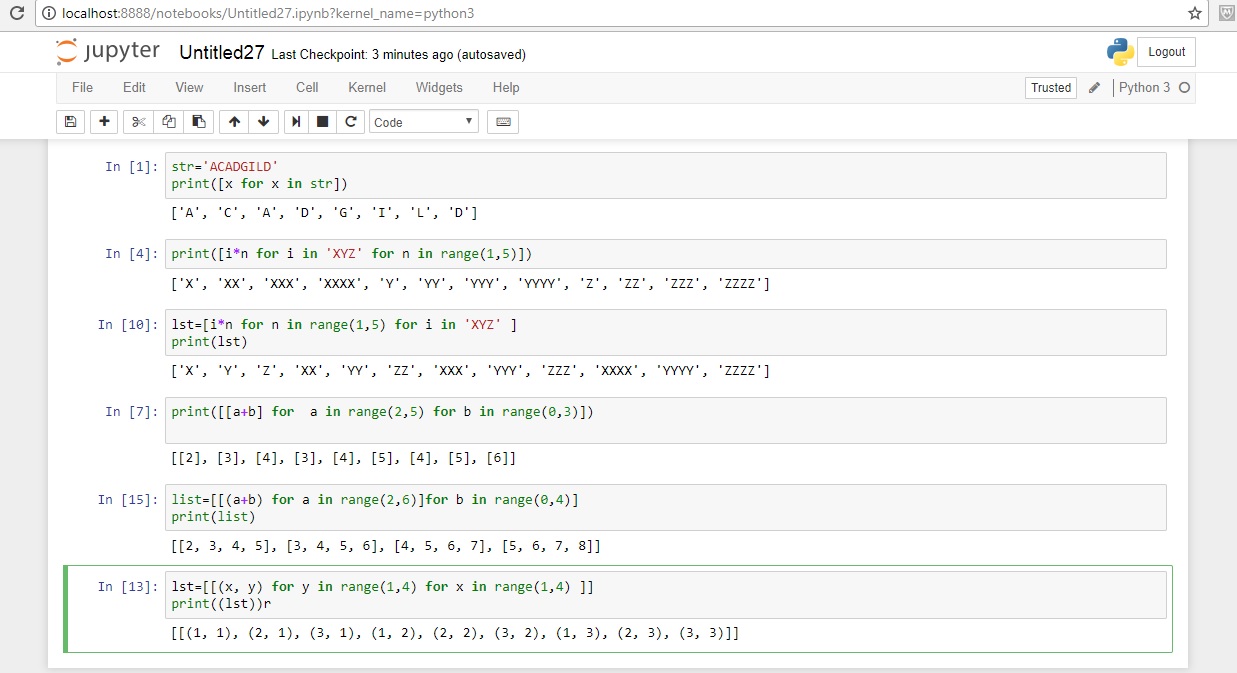 localhost:8888/notebooks/Untitled27.ipynb?kernel_name=python3
jupyter Untitled27 Last Checkpoint: 3 minutes ago (autosaved) Logout
File Edit View Insert Cell Kernel Widgets Help Trusted Python 3
Code
In [1]: str='ACADGILD'
print([x for x in str])
['A', 'C', 'A', 'D', 'G', 'I', 'L', 'D']
In [4]: print([i*n for i in 'XYZ' for n in range(1,5)])
['X', 'XX', 'XXX', 'XXXX', 'Y', 'YY', 'YYY', 'YYYY', 'Z', 'ZZ', 'ZZZ', 'ZZZZ']
In [10]: lst=[i*n for n in range(1,5) for i in 'XYZ' ]
print(lst)
['X', 'Y', 'Z', 'XX', 'YY', 'ZZ', 'XXX', 'YYY', 'ZZZ', 'XXXX', 'YYYY', 'ZZZZ']
In [7]: print([[a+b] for  a in range(2,5) for b in range(0,3)])
[[2], [3], [4], [3], [4], [5], [4], [5], [6]]
In [15]: list=[[(a+b) for a in range(2,6)]for b in range(0,4)]
print(list)
[[2, 3, 4, 5], [3, 4, 5, 6], [4, 5, 6, 7], [5, 6, 7, 8]]
In [13]: lst=[[(x, y) for y in range(1,4) for x in range(1,4) ]]
print((lst))r
[[(1, 1), (2, 1), (3, 1), (1, 2), (2, 2), (3, 2), (1, 3), (2, 3), (3, 3)]]